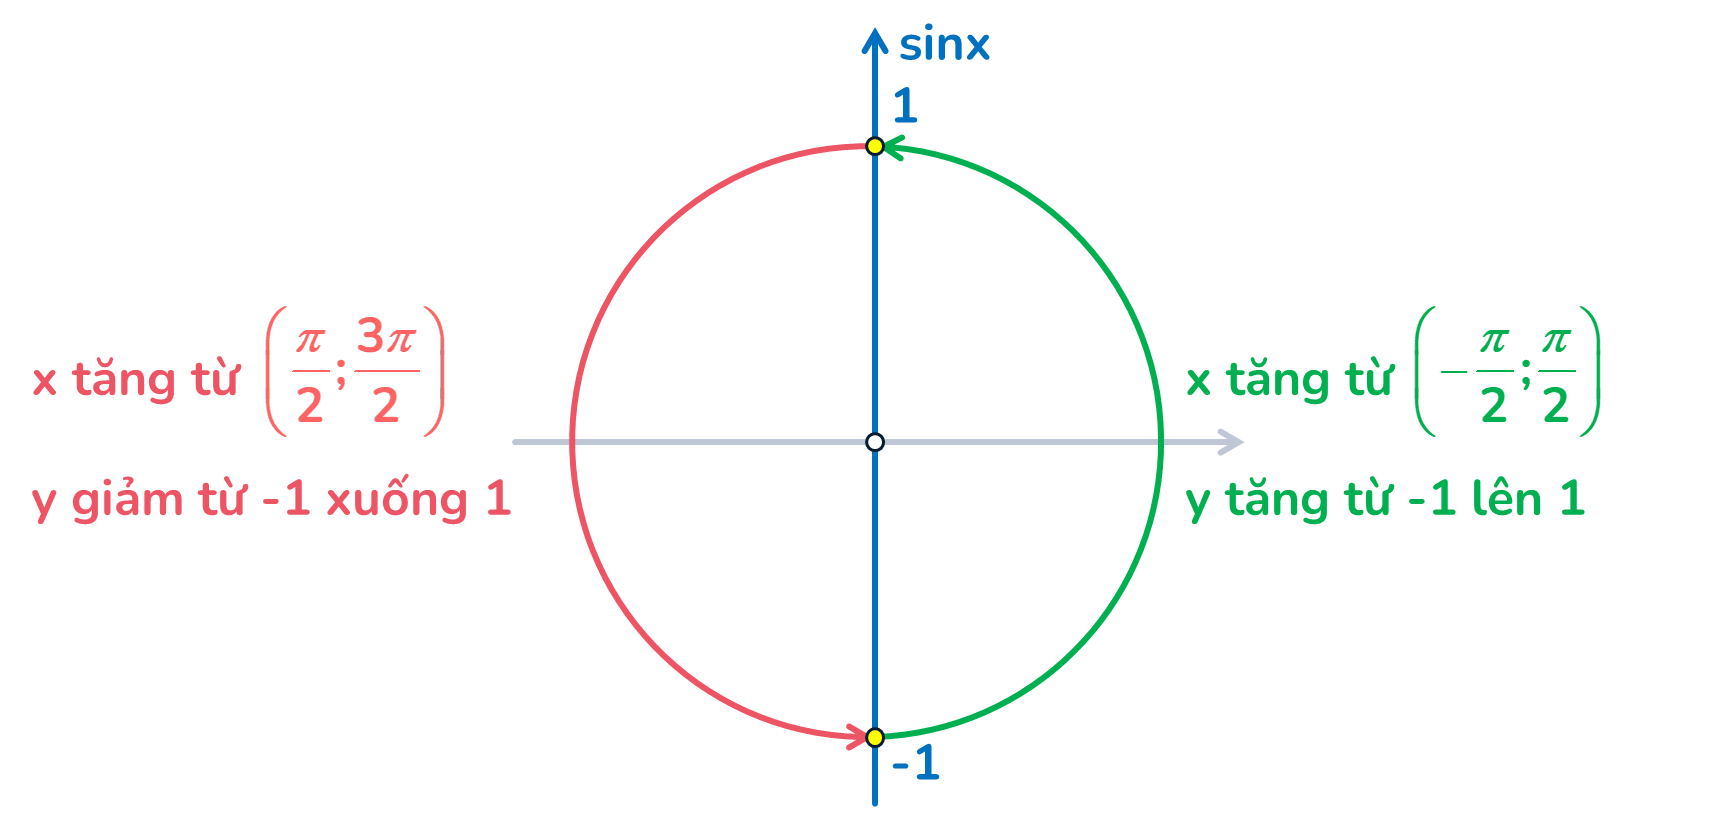 sinx
1
x tăng từ (π/2; 3π/2)
y giảm từ -1 xuống 1
x tăng từ (-π/2; π/2)
y tăng từ -1 lên 1
-1